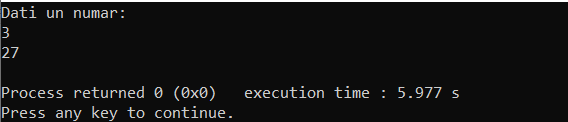 Dati un numar:
3
27
Process returned 0 (0x0)   execution time : 5.977 s
Press any key to continue.